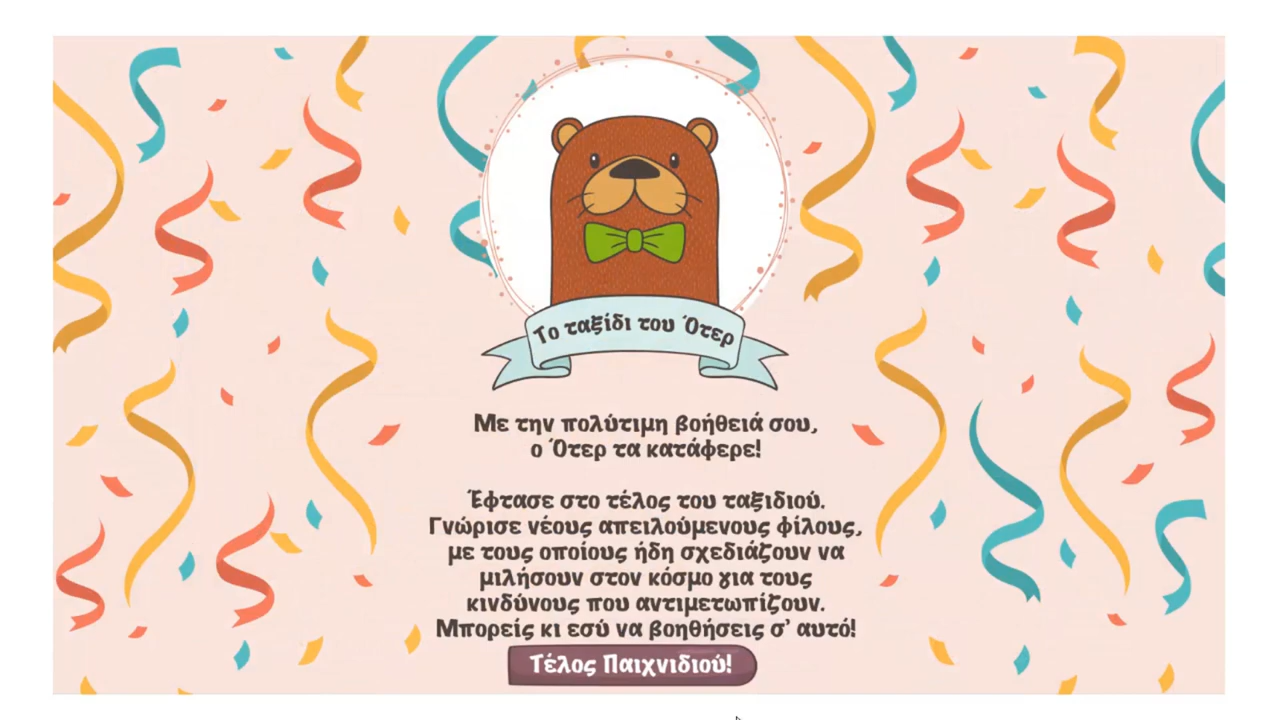 Το ταξίδι του Ότερ
Με την πολύτιμη βοήθειά σου,
ο Ότερ τα κατάφερε!
Έφτασε στο τέλος του ταξιδιού.
Γνώρισε νέους απειλούμενους φίλους,
με τους οποίους ήδη σχεδιάζουν να
μιλήσουν στον κόσμο για τους
κινδύνους που αντιμετωπίζουν.
Μπορείς κι εσύ να βοηθήσεις σ' αυτό!
Τέλος Παιχνιδιού!